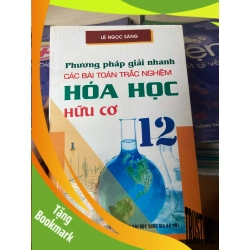 LÊ NGỌC SÁNG
Phương pháp giải nhanh
CÁC BÀI TOÁN TRẮC NGHIỆM
HÓA HỌC
HỮU CƠ
12
Tặng
Bookmark